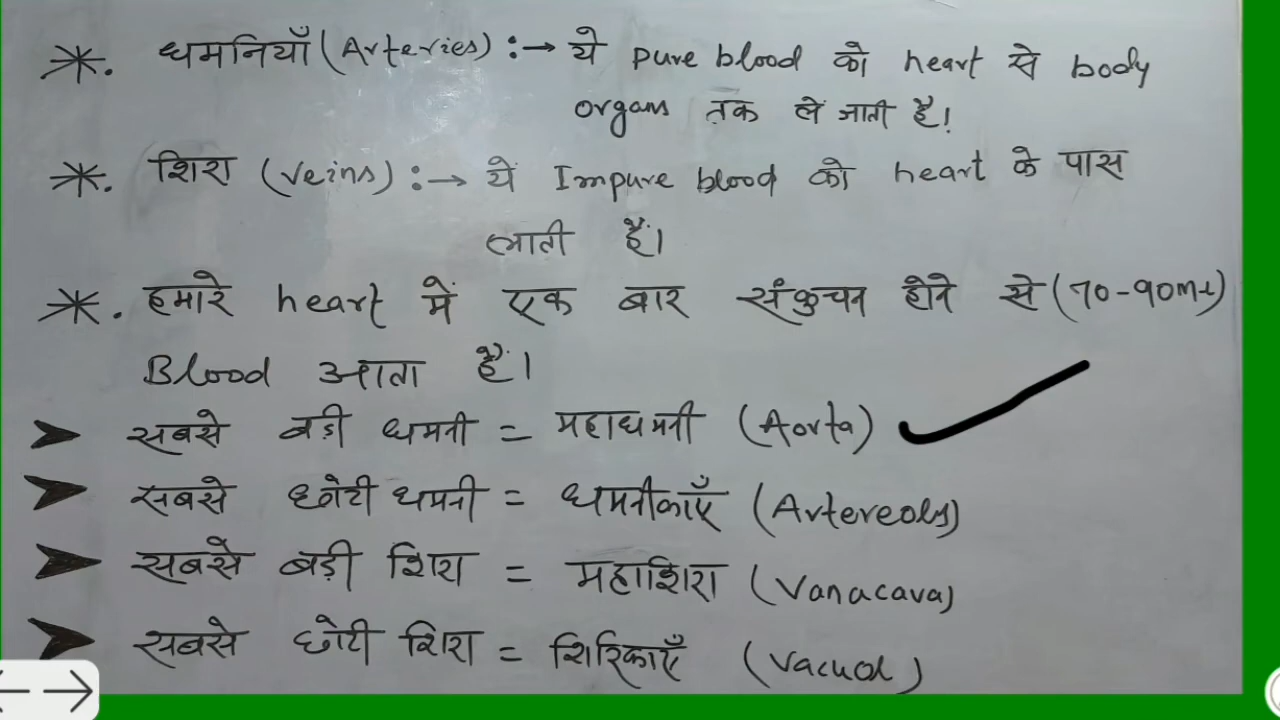 *. धमनियाँ (Arteries) :→ ये pure blood को heart से body
organs तक ले जाती है।
*. शिरा (Veins) :→ ये Impure blood को heart के पास
लाती हैं।
*. हमारे heart में एक बार संकुचन होने से (70-90mL)
Blood आता है।
➤ सबसे बड़ी धमनी = महाधमनी (Aorta)
➤ सबसे छोटी धमनी = धमनीकाएँ (Artereols)
➤ सबसे बड़ी शिरा = महाशिरा (Vanacava)
➤ सबसे छोटी शिरा = शिरिकाएँ (Vacuol)